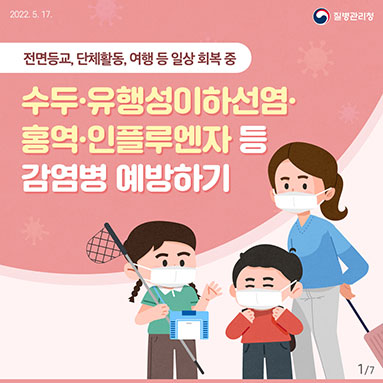 2022. 5. 17.
질병관리청
전면등교, 단체활동, 여행 등 일상 회복 중
수두·유행성이하선염·
홍역·인플루엔자 등
감염병 예방하기
1/7